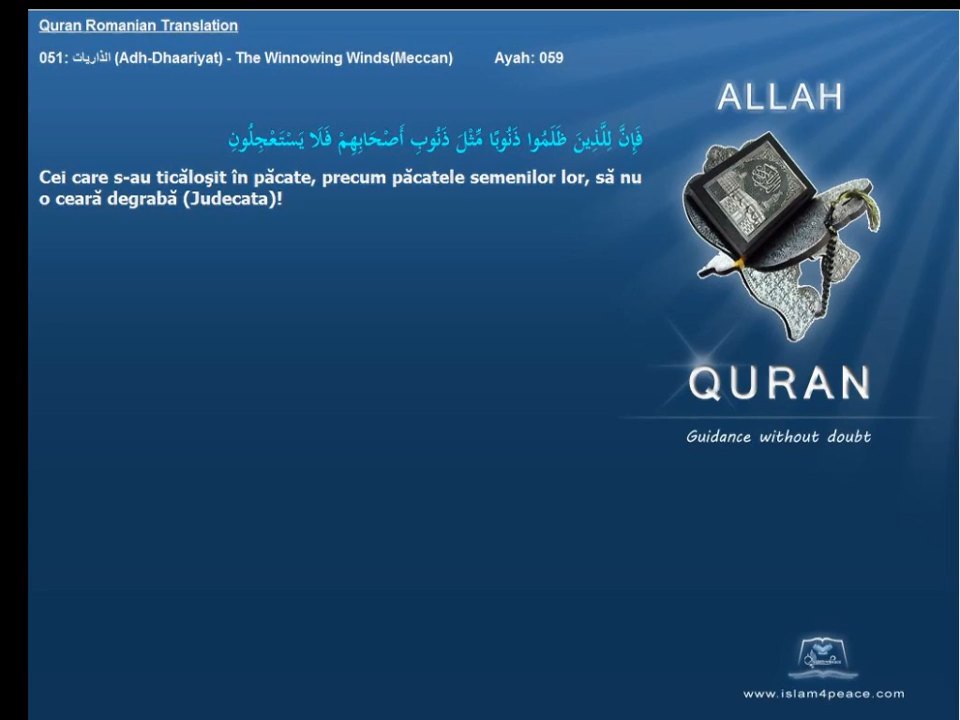 Quran Romanian Translation
051: الذاريات (Adh-Dhaariyat) - The Winnowing Winds(Meccan) Ayah: 059
فَإِنَّ لِلَّذِينَ ظَلَمُوا ذَنُوبًا مِّثْلَ ذَنُوبِ أَصْحَابِهِمْ فَلَا يَسْتَعْجِلُونِ
Cei care s-au ticăloşit în păcate, precum păcatele semenilor lor, să nu
o ceară degrabă (Judecata)!
ALLAH
QURAN
Guidance without doubt
www.islam4peace.com